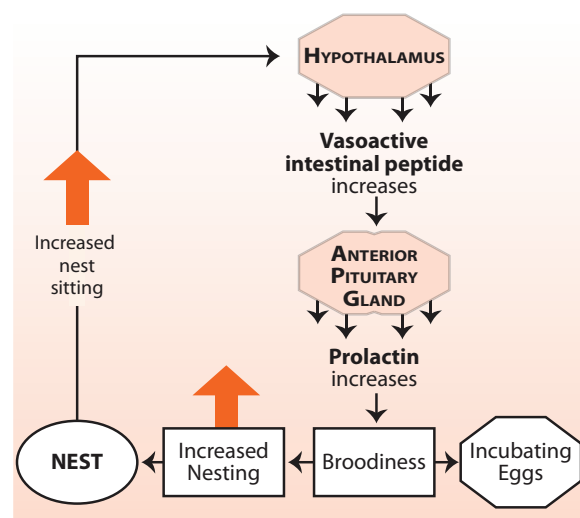 HYPOTHALAMUS
Vasoactive
intestinal peptide
increases
Increased
nest
sitting
ANTERIOR
PITUITARY
GLAND
Prolactin
increases
NEST
Increased
Nesting
Broodiness
Incubating
Eggs